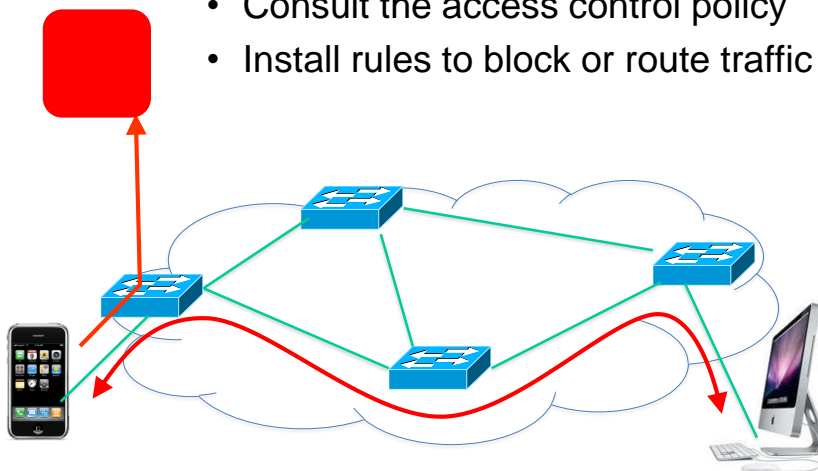 • Consult the access control policy
• Install rules to block or route traffic